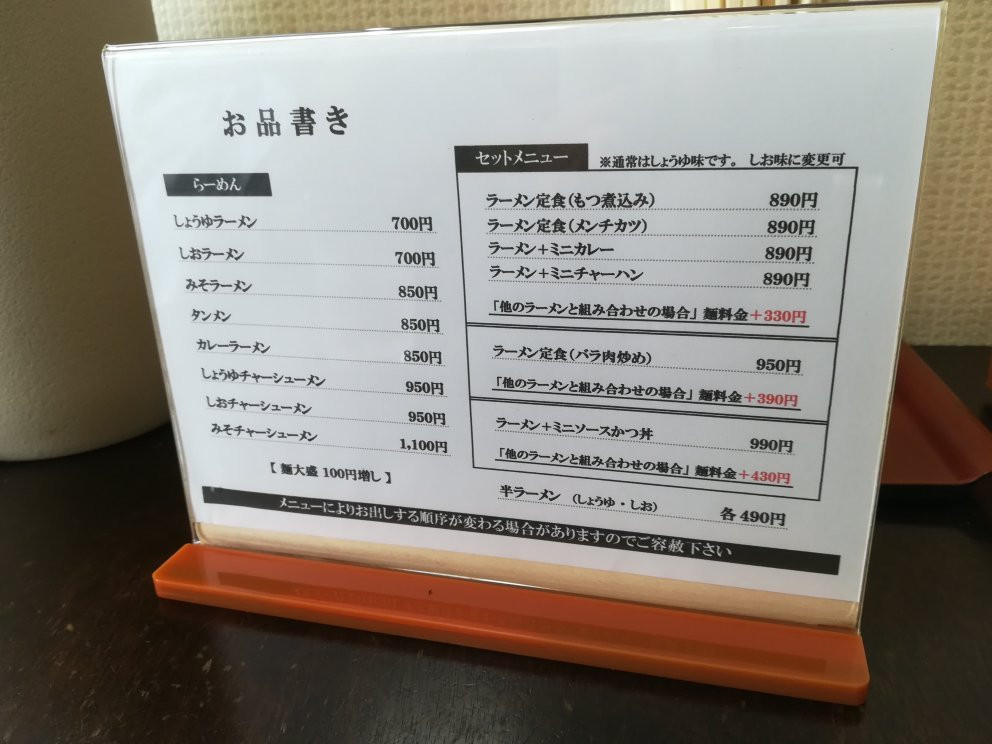 お品書き
らーめん
しょうゆラーメン 700円
しおラーメン 700円
みそラーメン 850円
タンメン 850円
カレーラーメン 850円
しょうゆチャーシューメン 950円
しおチャーシューメン 950円
みそチャーシューメン 1,100円
【 麺大盛 100円増し 】
セットメニュー ※通常はしょうゆ味です。 しお味に変更可
ラーメン定食(もつ煮込み) 890円
ラーメン定食(メンチカツ) 890円
ラーメン+ミニカレー 890円
ラーメン+ミニチャーハン 890円
「他のラーメンと組み合わせの場合」 麺料金+330円
ラーメン定食(バラ肉炒め) 950円
「他のラーメンと組み合わせの場合」 麺料金+390円
ラーメン+ミニソースかつ丼 990円
「他のラーメンと組み合わせの場合」 麺料金+430円
半ラーメン (しょうゆ・しお) 各 490円
メニューによりお出しする順序が変わる場合がありますのでご容赦下さい